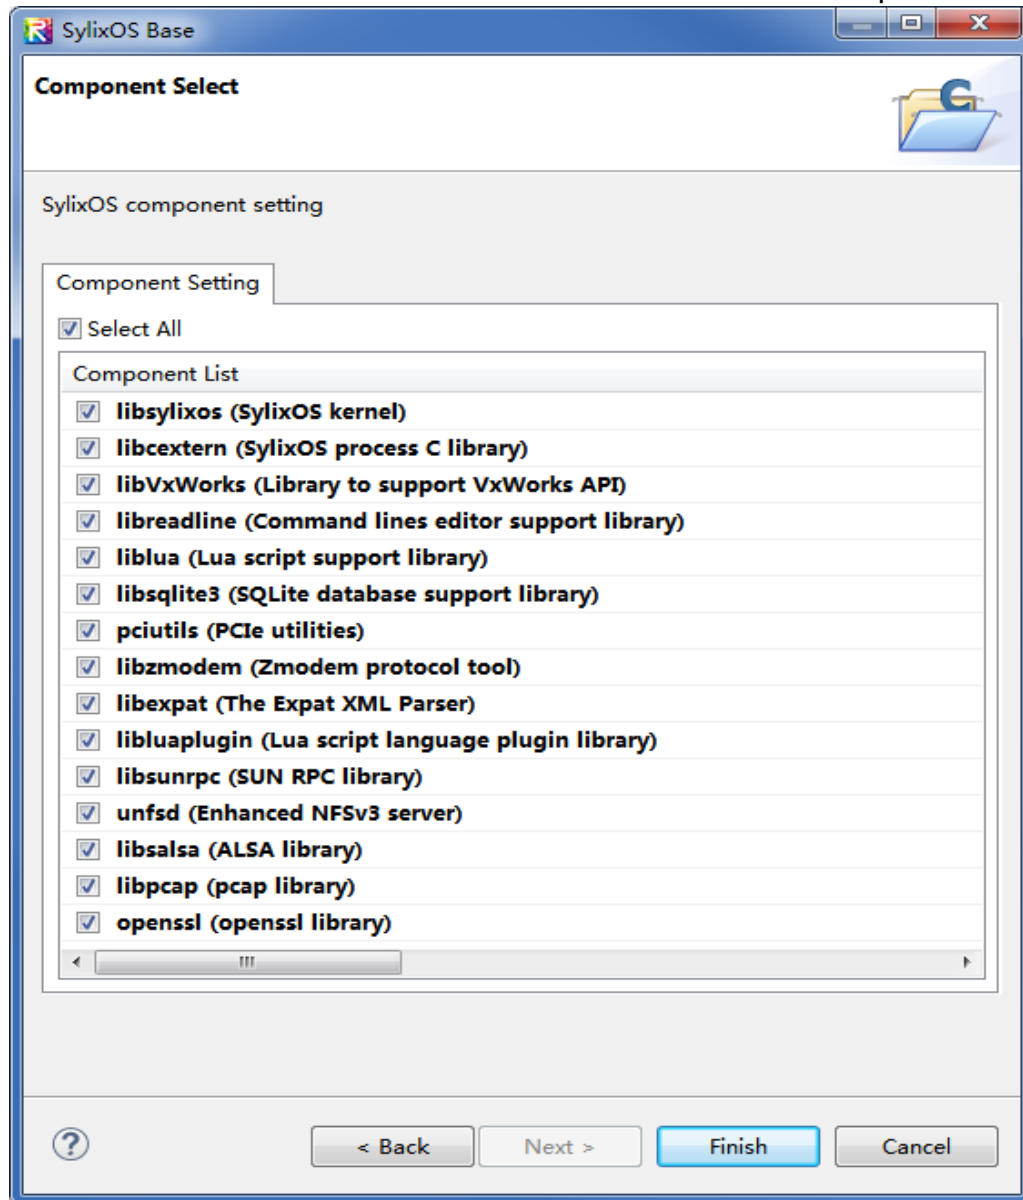 SylixOS Base
Component Select
SylixOS component setting
Component Setting
Select All
Component List
libsylixos (SylixOS kernel)
libcextern (SylixOS process C library)
libVxWorks (Library to support VxWorks API)
libreadline (Command lines editor support library)
liblua (Lua script support library)
libsqlite3 (SQLite database support library)
pciutils (PCIe utilities)
libzmodem (Zmodem protocol tool)
libexpat (The Expat XML Parser)
libluaplugin (Lua script language plugin library)
libsunrpc (SUN RPC library)
unfsd (Enhanced NFSv3 server)
libsalsa (ALSA library)
libpcap (pcap library)
openssl (openssl library)
< Back Next > Finish Cancel